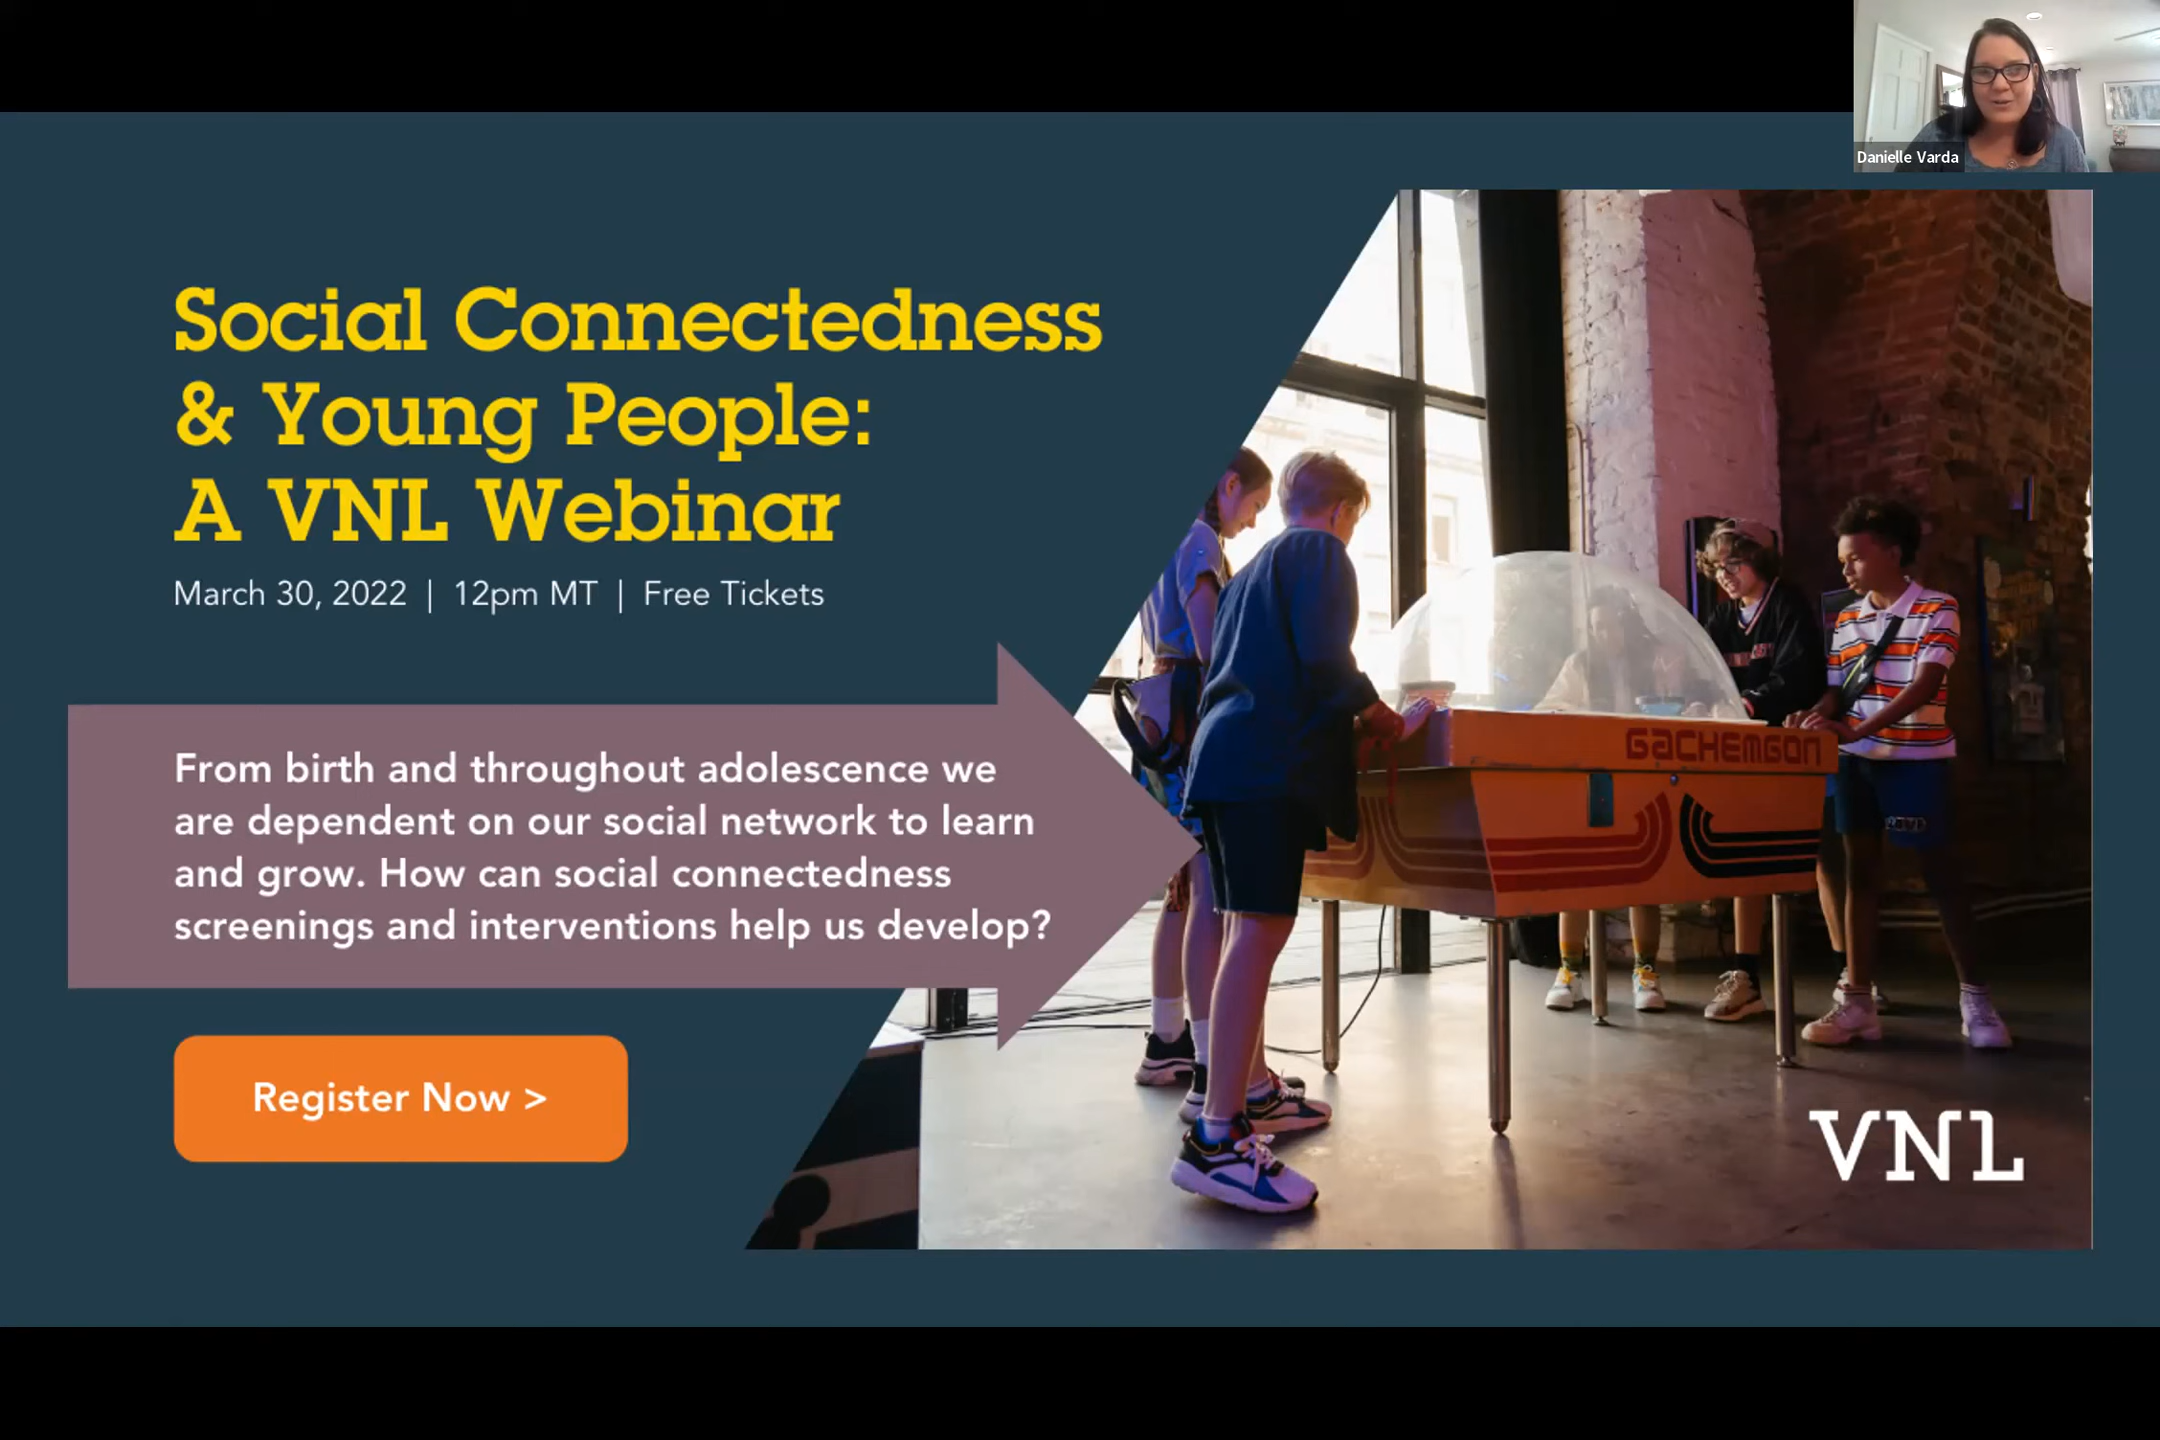 Danielle Varda
Social Connectedness
& Young People:
A VNL Webinar
March 30, 2022 | 12pm MT | Free Tickets
From birth and throughout adolescence we
are dependent on our social network to learn
and grow. How can social connectedness
screenings and interventions help us develop?
Register Now >
GACHEMGON
VNL